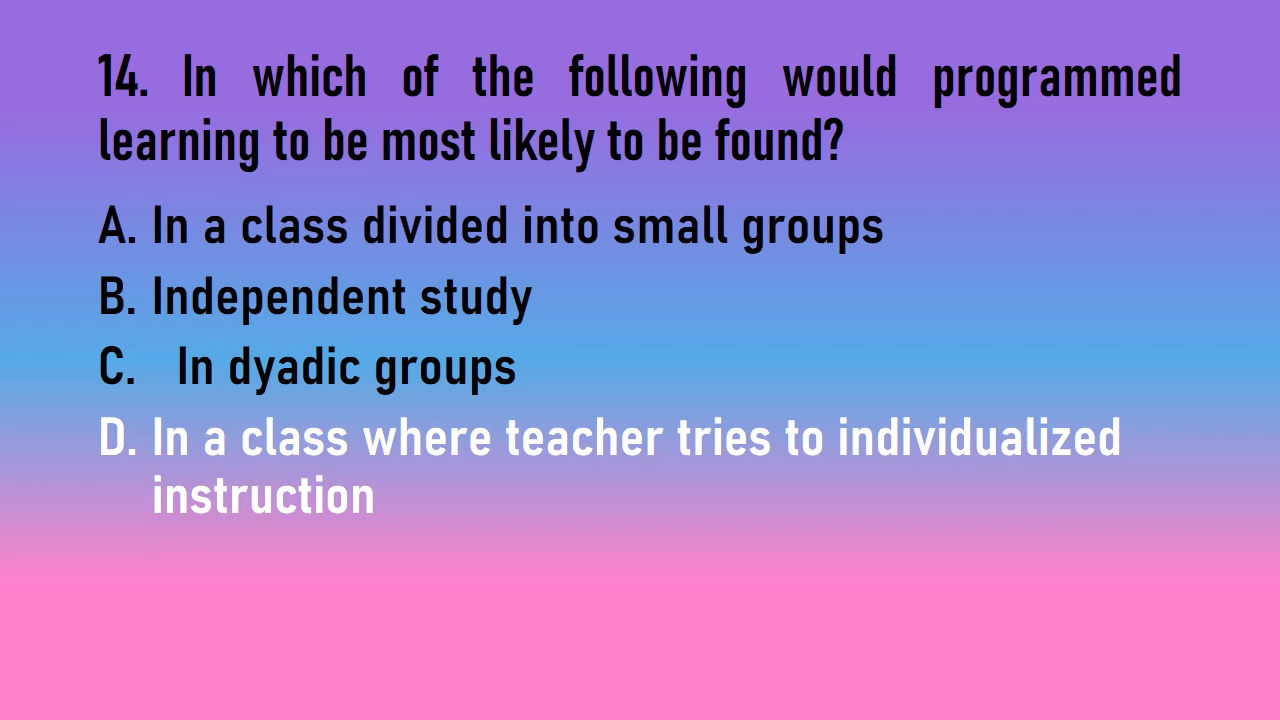 14. In which of the following would programmed
learning to be most likely to be found?
A. In a class divided into small groups
B. Independent study
C. In dyadic groups
D. In a class where teacher tries to individualized
instruction